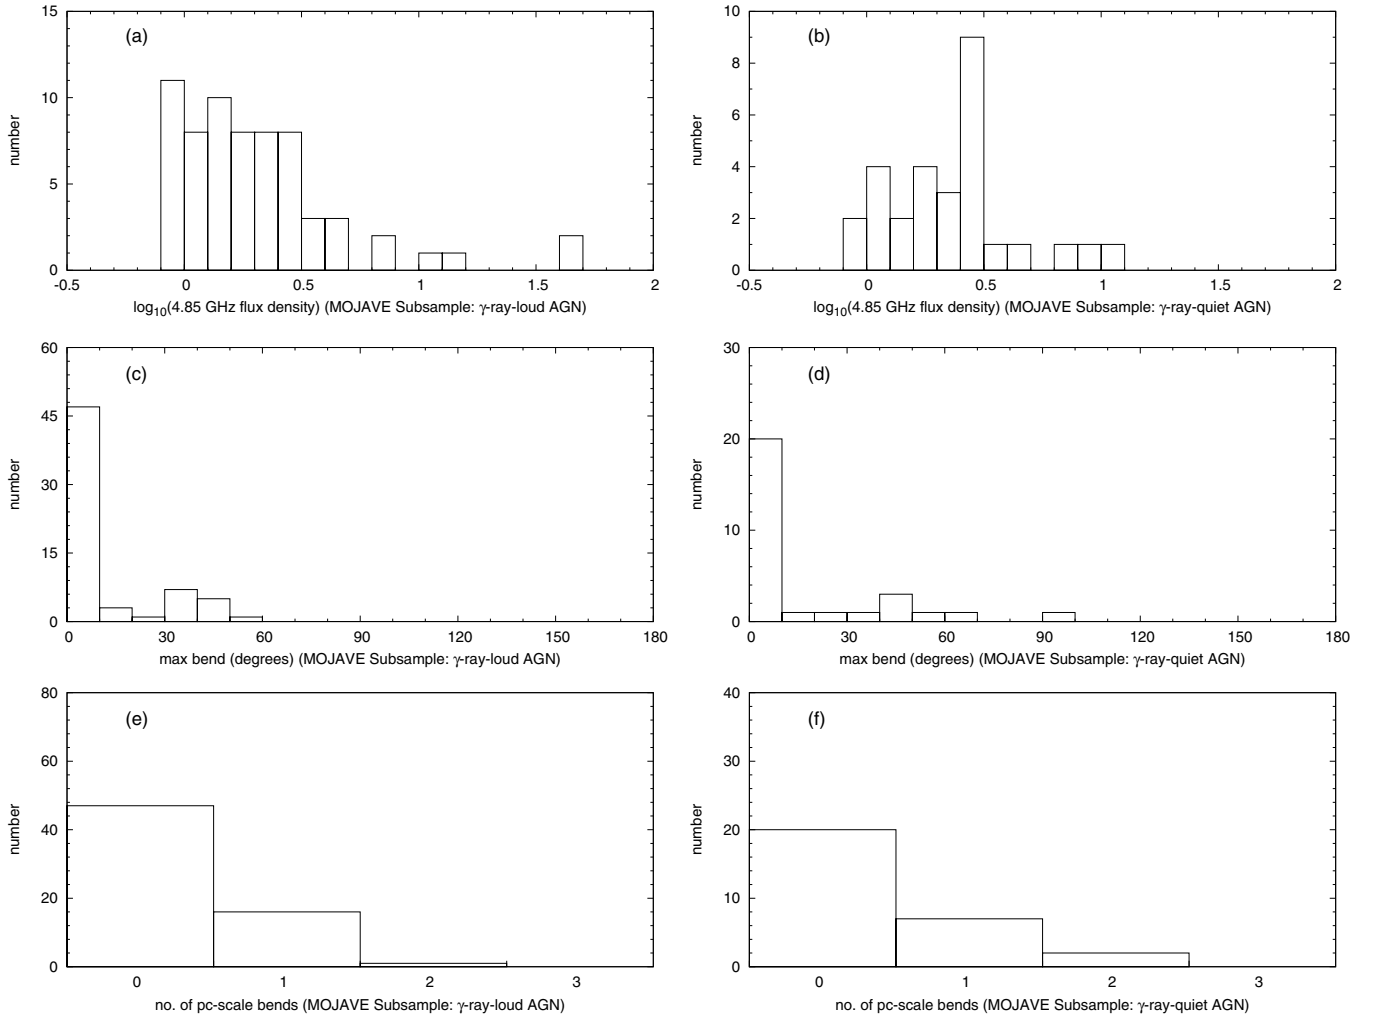 15
10
5
0
number
(a)
-0.5 0 0.5 1 1.5 2
log10(4.85 GHz flux density) (MOJAVE Subsample: γ-ray-loud AGN)
10
8
6
4
2
0
number
(b)
-0.5 0 0.5 1 1.5 2
log10(4.85 GHz flux density) (MOJAVE Subsample: γ-ray-quiet AGN)
60
45
30
15
0
number
(c)
0 30 60 90 120 150 180
max bend (degrees) (MOJAVE Subsample: γ-ray-loud AGN)
30
20
10
0
number
(d)
0 30 60 90 120 150 180
max bend (degrees) (MOJAVE Subsample: γ-ray-quiet AGN)
80
60
40
20
0
number
(e)
0 1 2 3
no. of pc-scale bends (MOJAVE Subsample: γ-ray-loud AGN)
40
30
20
10
0
number
(f)
0 1 2 3
no. of pc-scale bends (MOJAVE Subsample: γ-ray-quiet AGN)